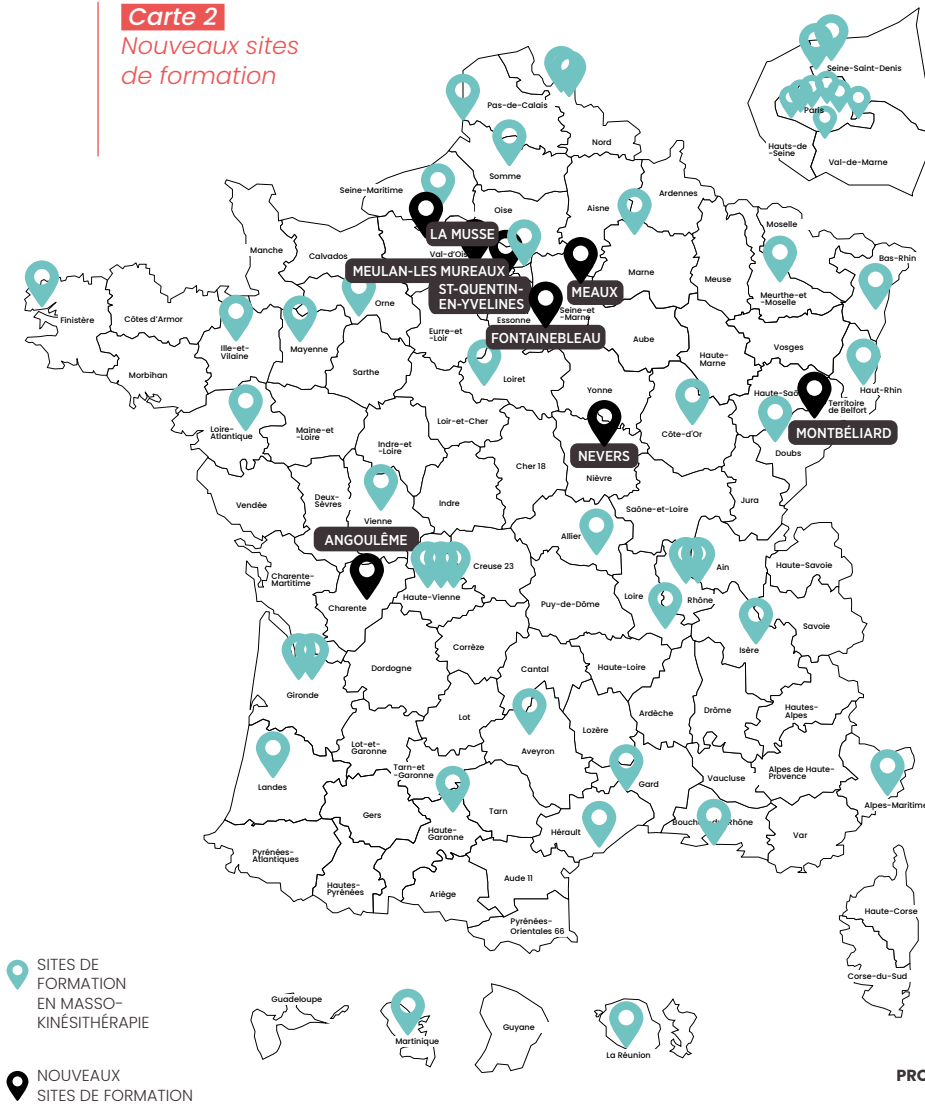 Carte 2
Nouveaux sites
de formation
Seine-Saint-Denis
Paris
Hauts-de
-Seine
Val-de-Marne
Pas-de-Calais
Nord
Somme
Seine-Maritime
Oise
Aisne
Ardennes
Moselle
Manche
Calvados
LA MUSSE
Val-d'Ois
MEULAN-LES MUREAUX
ST-QUENTIN-
EN-YVELINES
MEAUX
Marne
Meuse
Meurthe-et
-Moselle
Bas-Rhin
Finistère
Côtes d'Armor
Orne
Essonne
Seine-et
-Marne
FONTAINEBLEAU
Ille-et-
Vilaine
Mayenne
Eurre-et
-Loir
Aube
Vosges
Morbihan
Sarthe
Loiret
Haute-
Marne
Haut-Rhin
Yonne
Haute-Saô
Territoire
de Belfort
MONTBÉLIARD
Loire-
Atlantique
Maine-et
-Loire
Loir-et-Cher
Indre-et
-Loire
Côte-d'Or
Doubs
NEVERS
Cher 18
Nièvre
Vendée
Deux-
Sèvres
Vienne
Indre
Saône-et-Loire
Jura
ANGOULÊME
Allier
Charente-
Martitime
Charente
Haute-Vienne
Creuse 23
Ain
Haute-Savoie
Puy-de-Dôme
Loire
Rhône
Savoie
Isère
Corrèze
Dordogne
Cantal
Haute-Loire
Gironde
Ardèche
Drôme
Hautes-
Alpes
Lot
Lozère
Aveyron
Lot-et-
Garonne
Tarn-et
-Garonne
Landes
Gard
Vaucluse
Alpes de Haute-
Provence
Alpes-Maritime
Gers
Tarn
Haute-
Garonne
Hérault
Bouch
Rhône
Var
Pyrénées-
Atlantiques
Hautes-
Pyrénées
Ariège
Aude 11
Pyrénées-
Orientales 66
Haute-Corse
Corse-du-Sud
SITES DE
FORMATION
EN MASSO-
KINÉSITHÉRAPIE
Guadeloupe
Martinique
Guyane
La Réunion
NOUVEAUX
SITES DE FORMATION
PRO